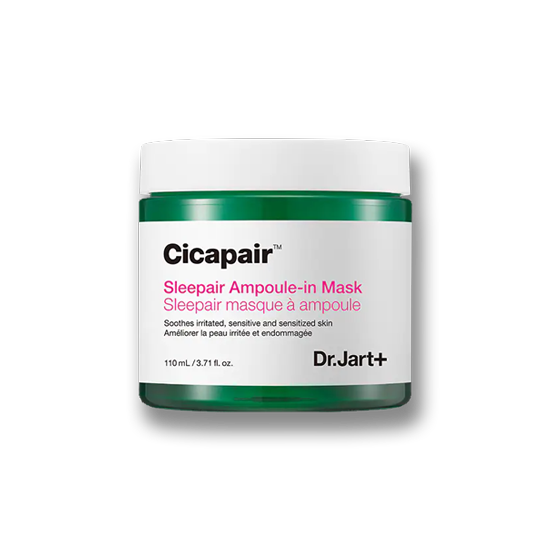 Cicapair™
Sleepair Ampoule-in Mask
Sleepair masque à ampoule
Soothes irritated, sensitive and sensitized skin
Améliorer la peau irritée et endommagée
110 mL / 3.71 fl. oz.
Dr.Jart+